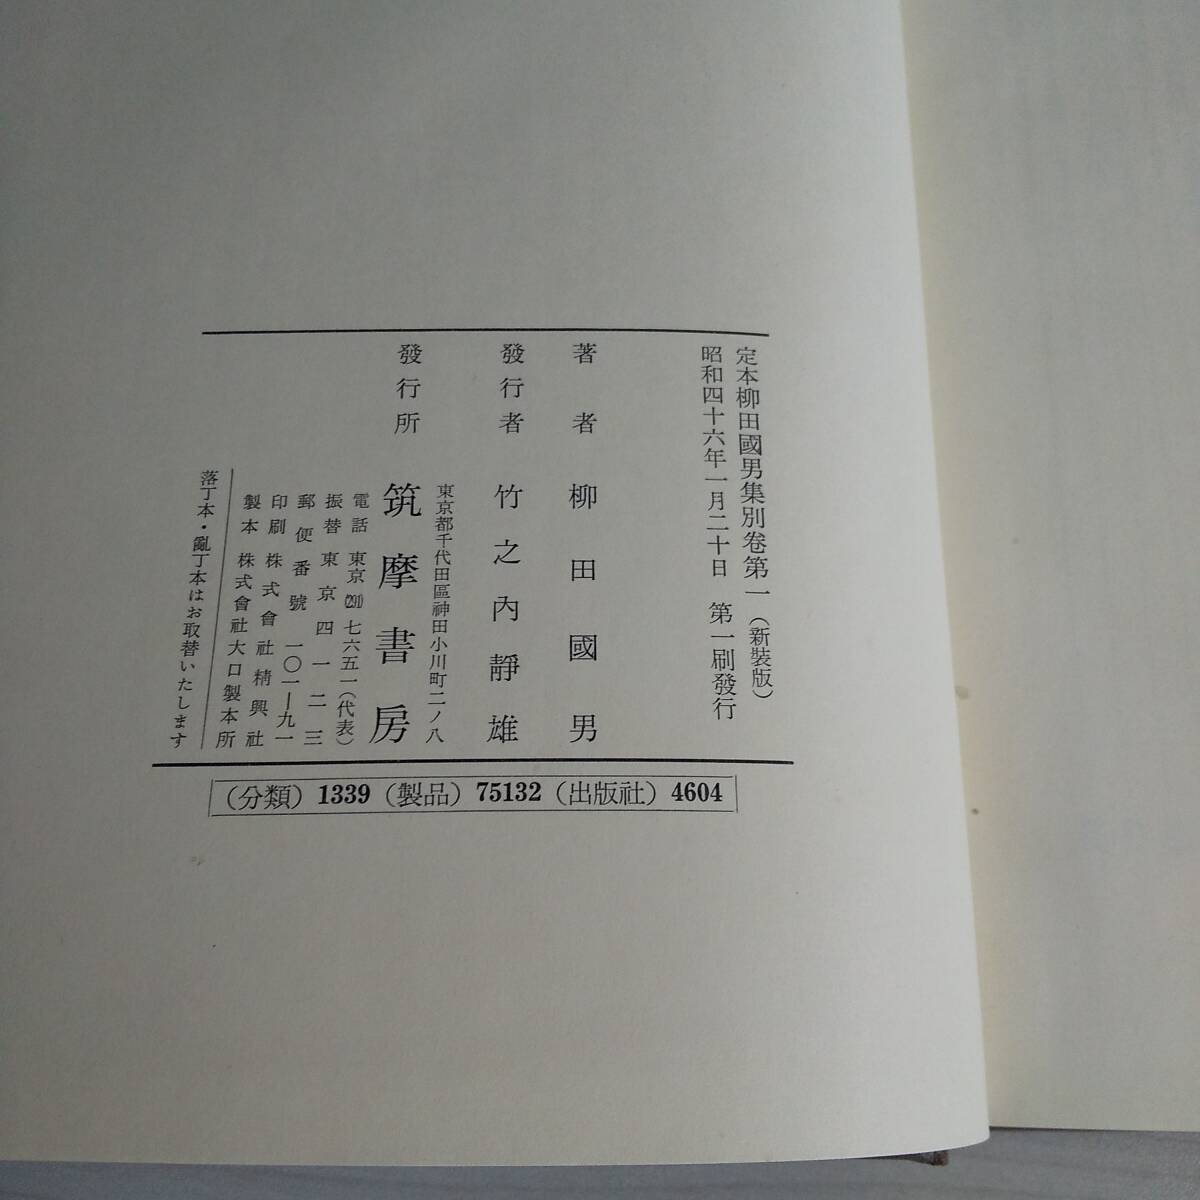 定本柳田國男集別卷第一（新裝版）
昭和四十六年一月二十日　第一刷發行
著者　柳田國男
發行者　竹之內靜雄
東京都千代田區神田小川町二ノ八
發行所　筑摩書房
電話　東京(291)七六五一（代表）
振替東京四一二三
郵便番號　一〇一―九一
印刷　株式會社精興社
製本　株式會社大口製本所
落丁本・亂丁本はお取替いたします
（分類）1339（製品）75132（出版社）4604